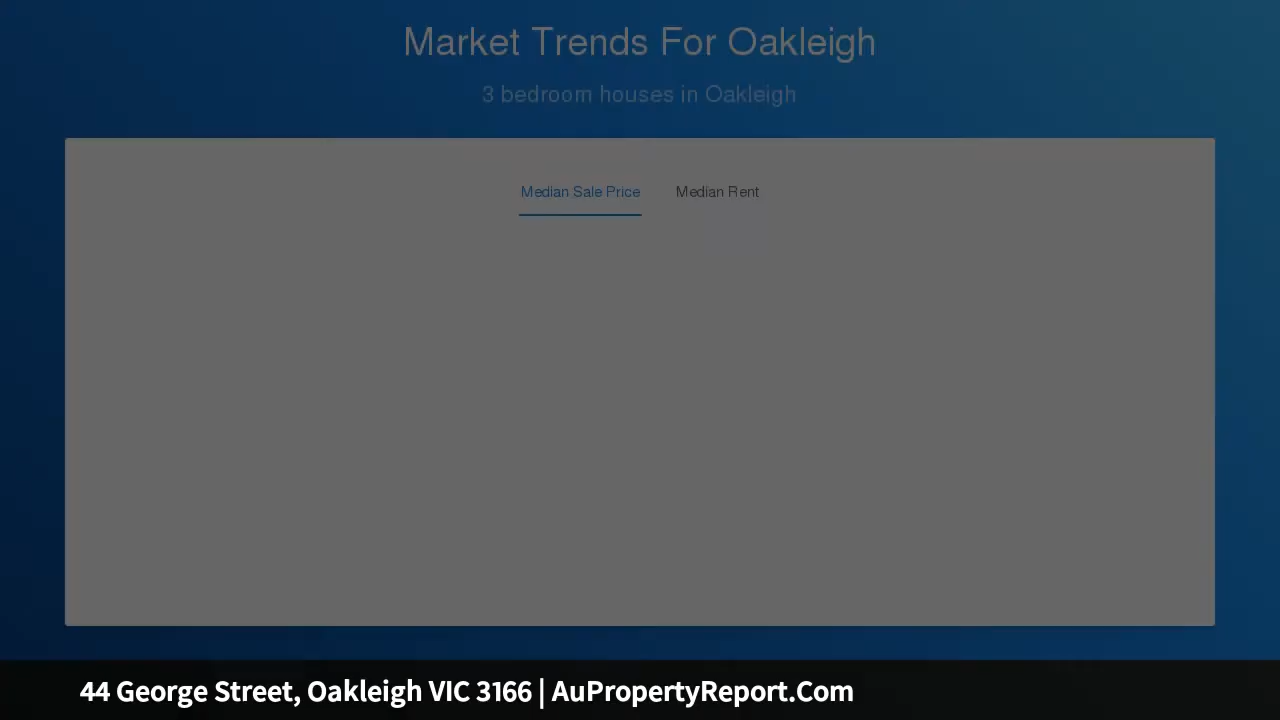 Market Trends For Oakleigh
3 bedroom houses in Oakleigh
Median Sale Price Median Rent
44 George Street, Oakleigh VIC 3166 | AuPropertyReport.Com